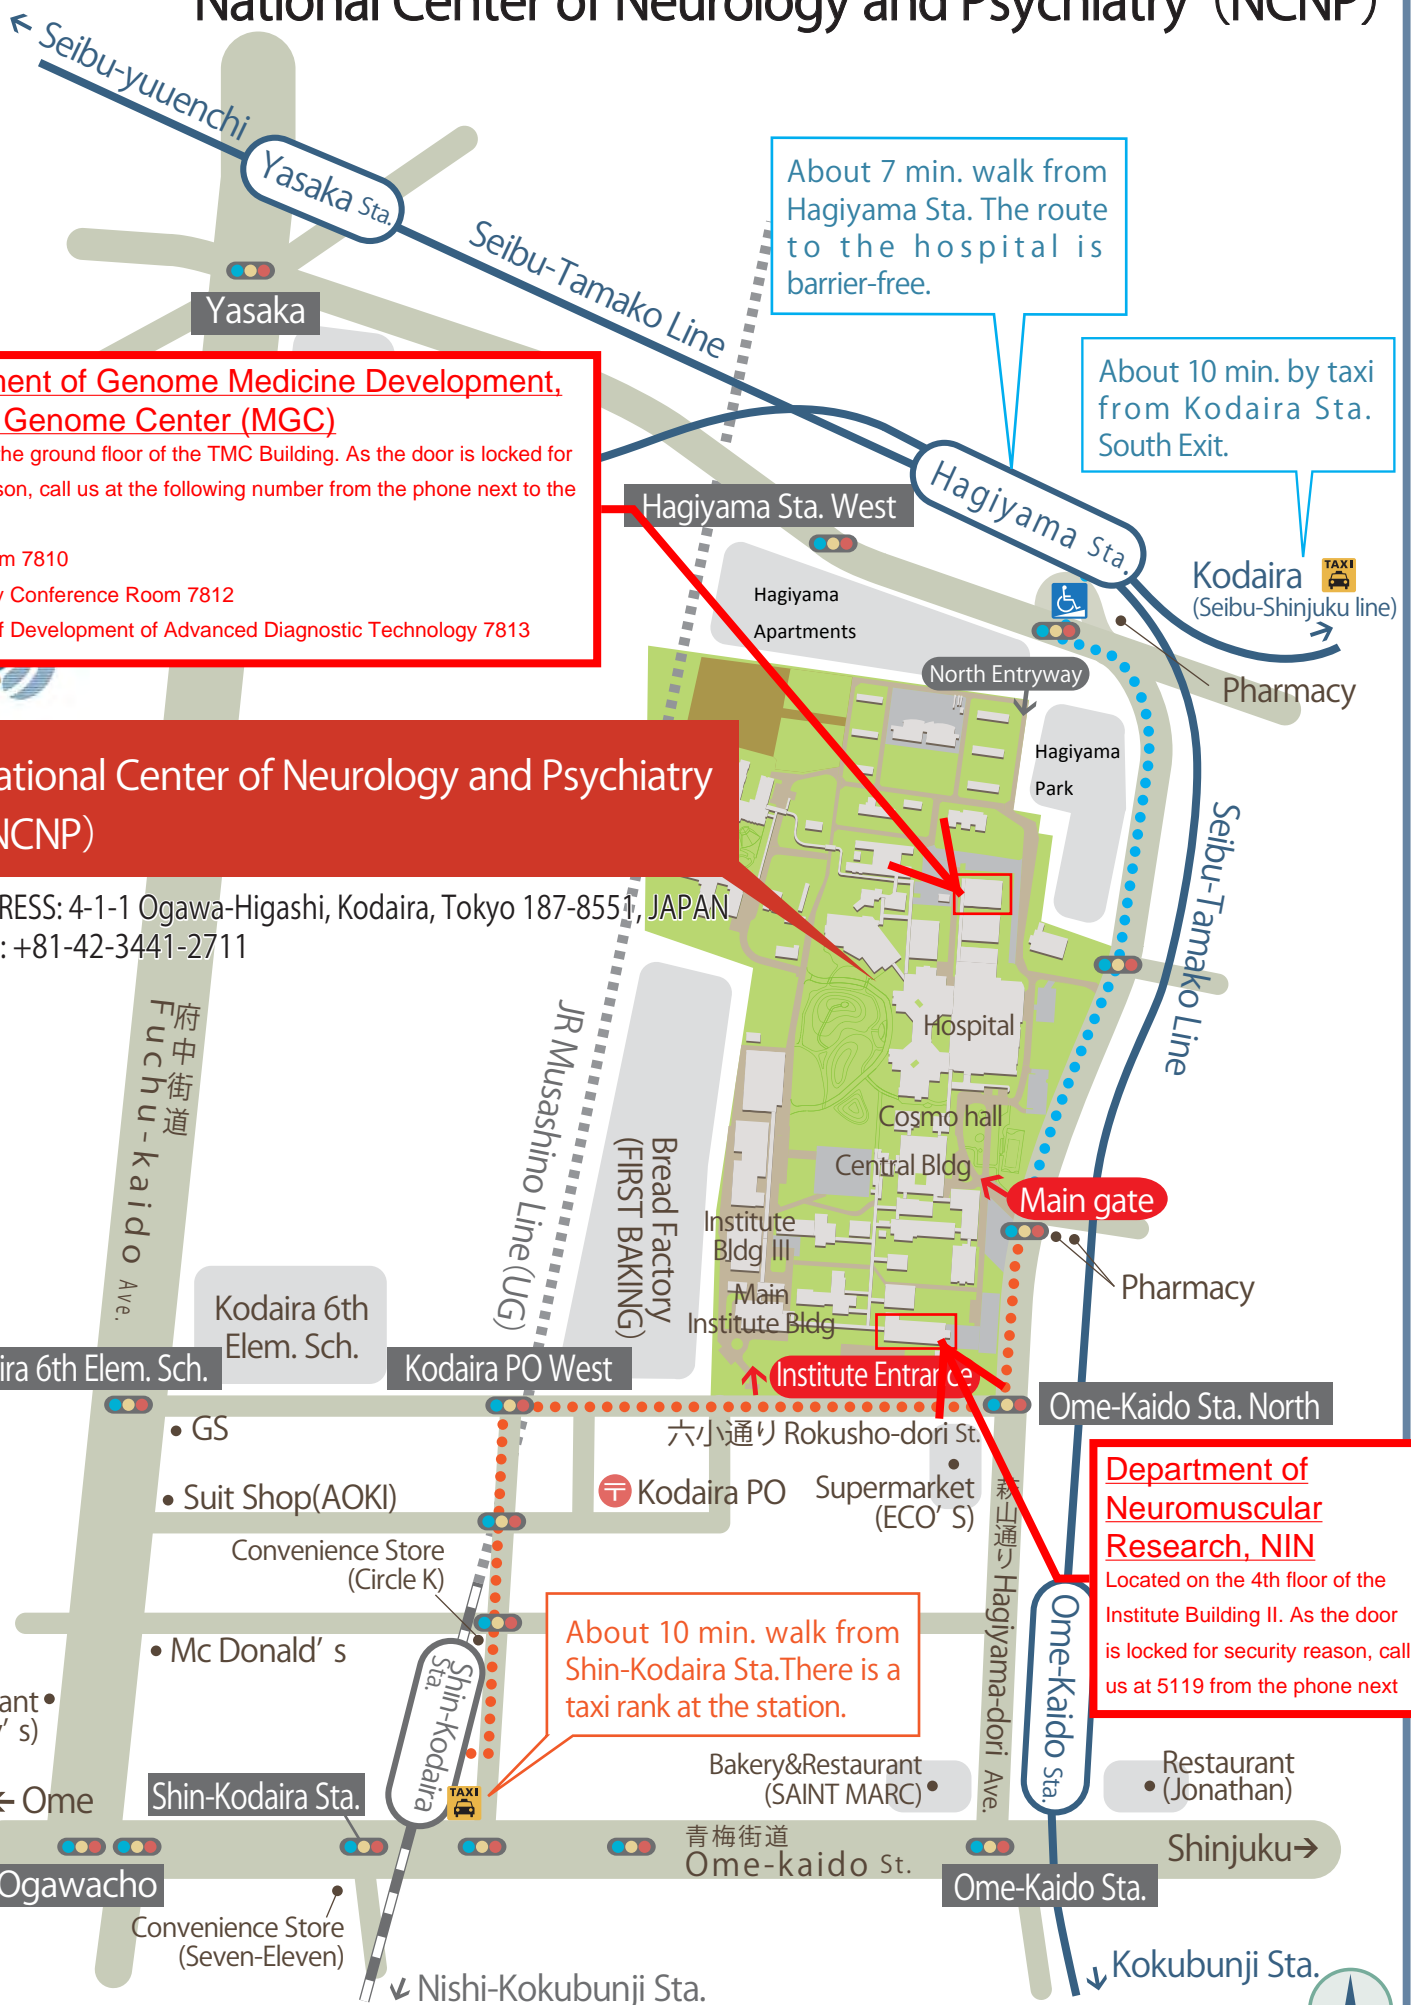 National Center of Neurology and Psychiatry (NCNP)
← Seibu-yuuenchi
Yasaka Sta.
Seibu-Tamako Line
About 7 min. walk from
Hagiyama Sta. The route
to the hospital is
barrier-free.
Yasaka
About 10 min. by taxi
from Kodaira Sta.
South Exit.
ment of Genome Medicine Development,
Genome Center (MGC)
the ground floor of the TMC Building. As the door is locked for
son, call us at the following number from the phone next to the
m 7810
y Conference Room 7812
f Development of Advanced Diagnostic Technology 7813
Hagiyama Sta. West
Hagiyama Sta.
TAXI
Kodaira
(Seibu-Shinjuku line)
Hagiyama
Apartments
North Entryway
Pharmacy
Hagiyama
Park
ational Center of Neurology and Psychiatry
NCNP)
RESS: 4-1-1 Ogawa-Higashi, Kodaira, Tokyo 187-8551, JAPAN
: +81-42-3441-2711
Seibu-Tamako Line
府中街道
Fuchu-kaido Ave.
JR Musashino Line(UG)
Bread Factory
(FIRST BAKING)
Hospital
Cosmo hall
Central Bldg
Main gate
Institute
Bldg III
Pharmacy
Main
Institute Bldg
Kodaira 6th
Elem. Sch.
ira 6th Elem. Sch.
Kodaira PO West
Institute Entrance
Ome-Kaido Sta. North
GS
六小通り Rokusho-dori St.
Suit Shop(AOKI)
〒 Kodaira PO
Supermarket
(ECO' S)
萩山通り Hagiyama-dori Ave.
Department of
Neuromuscular
Research, NIN
Located on the 4th floor of the
Institute Building II. As the door
is locked for security reason, call
us at 5119 from the phone next
Convenience Store
(Circle K)
Mc Donald' s
Shin-Kodaira
Sta.
About 10 min. walk from
Shin-Kodaira Sta.There is a
taxi rank at the station.
Ome-Kaido Sta.
ant
' s)
← Ome
Shin-Kodaira Sta.
TAXI
Bakery&Restaurant
(SAINT MARC)
Restaurant
(Jonathan)
青梅街道
Ome-kaido St.
Shinjuku→
Ogawacho
Ome-Kaido Sta.
Convenience Store
(Seven-Eleven)
Nishi-Kokubunji Sta.
Kokubunji Sta.